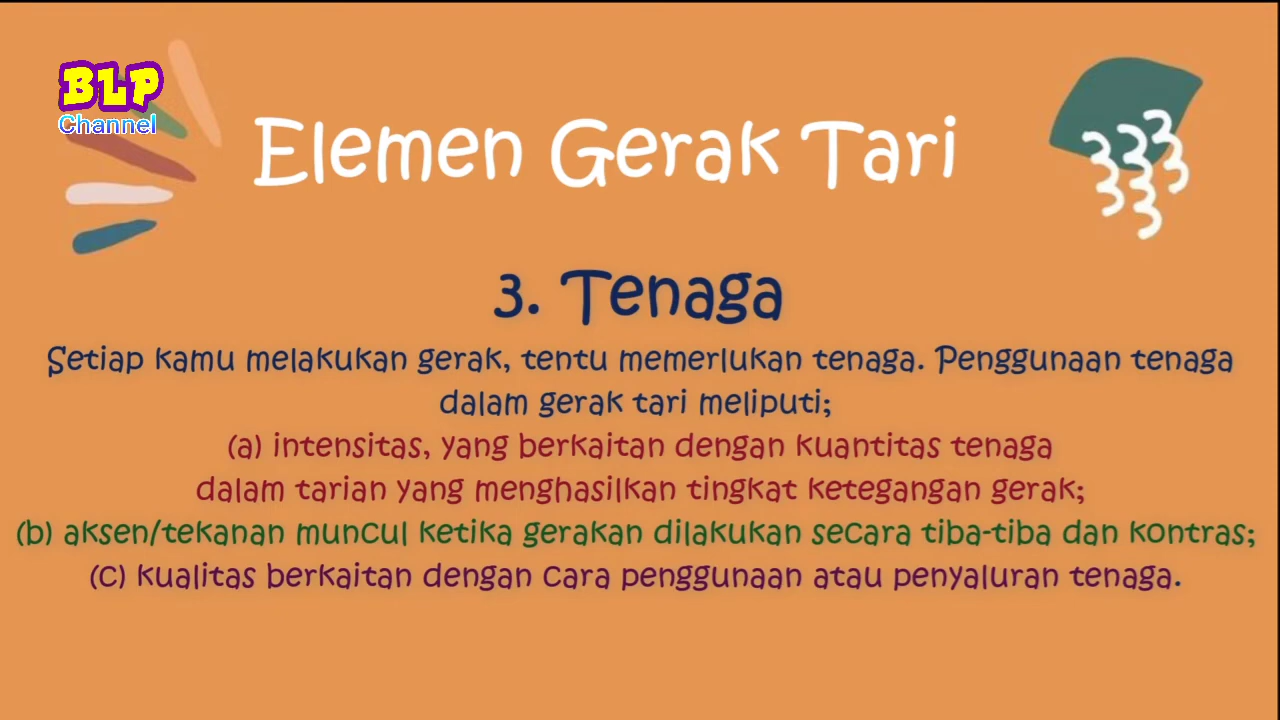 BLP
Channel
Elemen Gerak Tari
3. Tenaga
Setiap kamu melakukan gerak, tentu memerlukan tenaga. Penggunaan tenaga
dalam gerak tari meliputi;
(a) intensitas, yang berkaitan dengan kuantitas tenaga
dalam tarian yang menghasilkan tingkat ketegangan gerak;
(b) aksen/tekanan muncul ketika gerakan dilakukan secara tiba-tiba dan kontras;
(c) kualitas berkaitan dengan cara penggunaan atau penyaluran tenaga.